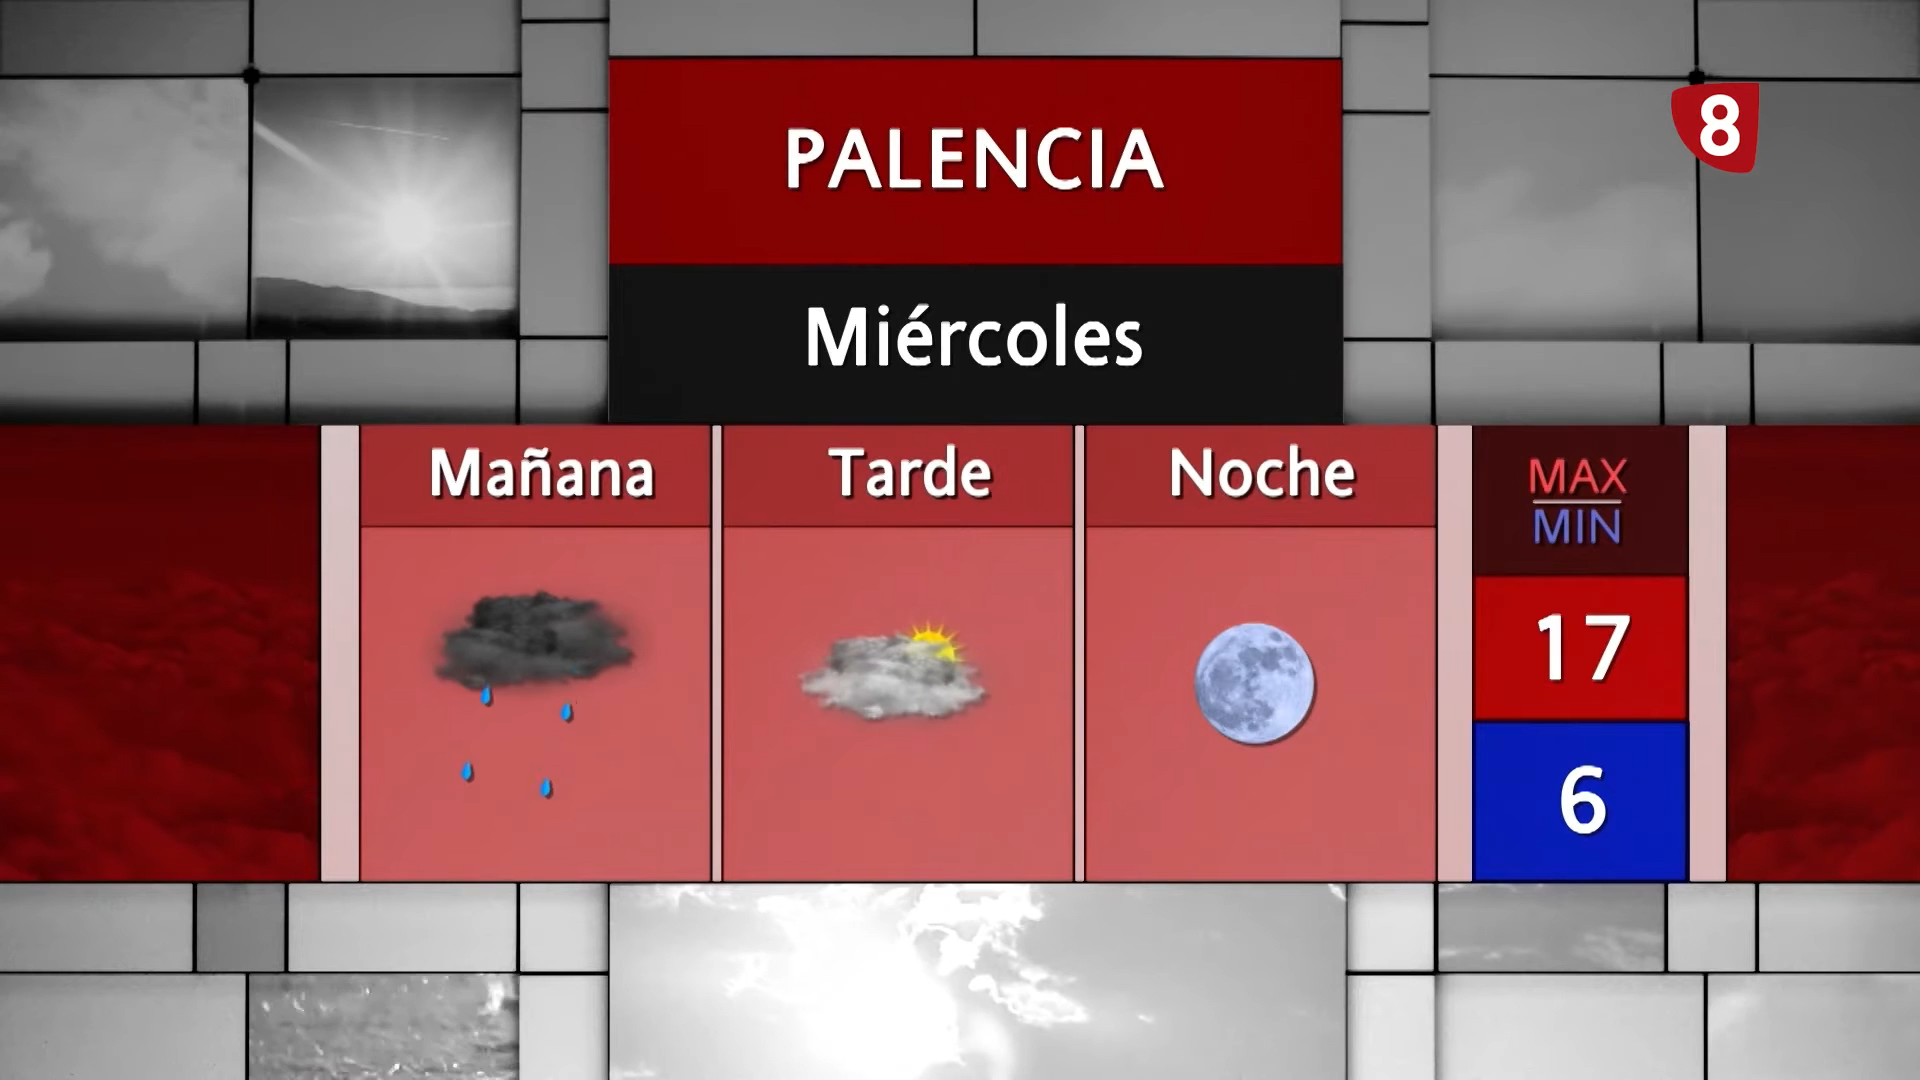 8
PALENCIA
Miércoles
Mañana
Tarde
Noche
MAX
MIN
17
6